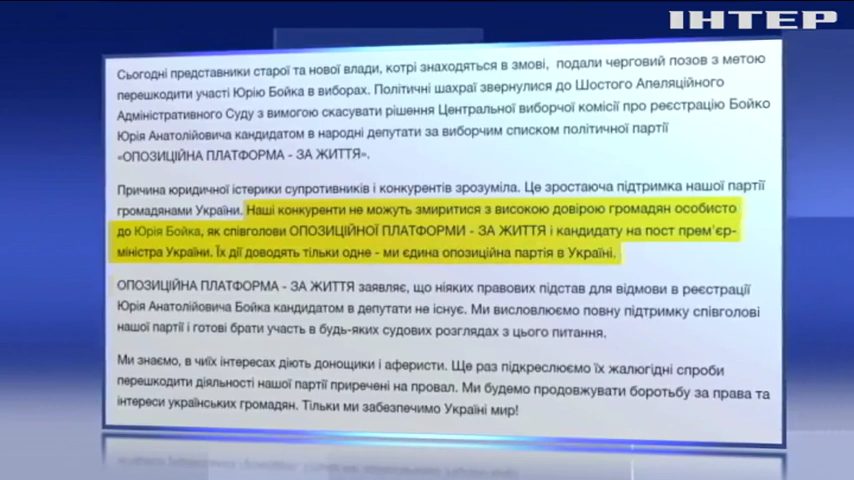 ІНТЕР
Сьогодні представники старої та нової влади, котрі знаходяться в змові, подали черговий позов з метою
перешкодити участі Юрію Бойка в виборах. Політичні шахраї звернулися до Шостого Апеляційного
Адміністративного Суду з вимогою скасувати рішення Центральної виборчої комісії про реєстрацію Бойко
Юрія Анатолійовича кандидатом в народні депутати за виборчим списком політичної партії
«ОПОЗИЦІЙНА ПЛАТФОРМА - ЗА ЖИТТЯ».
Причина юридичної істерики супротивників і конкурентів зрозуміла. Це зростаюча підтримка нашої партії
громадянами України. Наші конкуренти не можуть змиритися з високою довірою громадян особисто
до Юрія Бойка, як співголови ОПОЗИЦІЙНОЇ ПЛАТФОРМИ - ЗА ЖИТТЯ і кандидату на пост прем'єр-
міністра України. Їх дії доводять тільки одне - ми єдина опозиційна партія в Україні.
ОПОЗИЦІЙНА ПЛАТФОРМА - ЗА ЖИТТЯ заявляє, що ніяких правових підстав для відмови в реєстрації
Юрія Анатолійовича Бойка кандидатом в депутати не існує. Ми висловлюємо повну підтримку співголові
нашої партії і готові брати участь в будь-яких судових розглядах з цього питання.
Ми знаємо, в чиїх інтересах діють донощики і аферисти. Ще раз підкреслюємо їх жалюгідні спроби
перешкодити діяльності нашої партії приречені на провал. Ми будемо продовжувати боротьбу за права та
інтереси українських громадян. Тільки ми забезпечимо Україні мир!